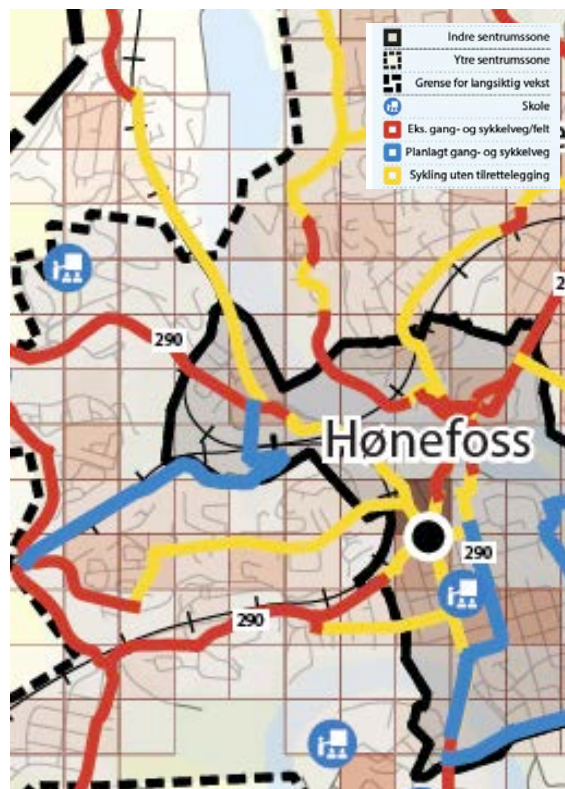 Indre sentrumssone
Ytre sentrumssone
Grense for langsiktig vekst
Skole
Eks. gang- og sykkelveg/felt
Planlagt gang- og sykkelveg
Sykling uten tilrettelegging
290
Hønefoss
290
290